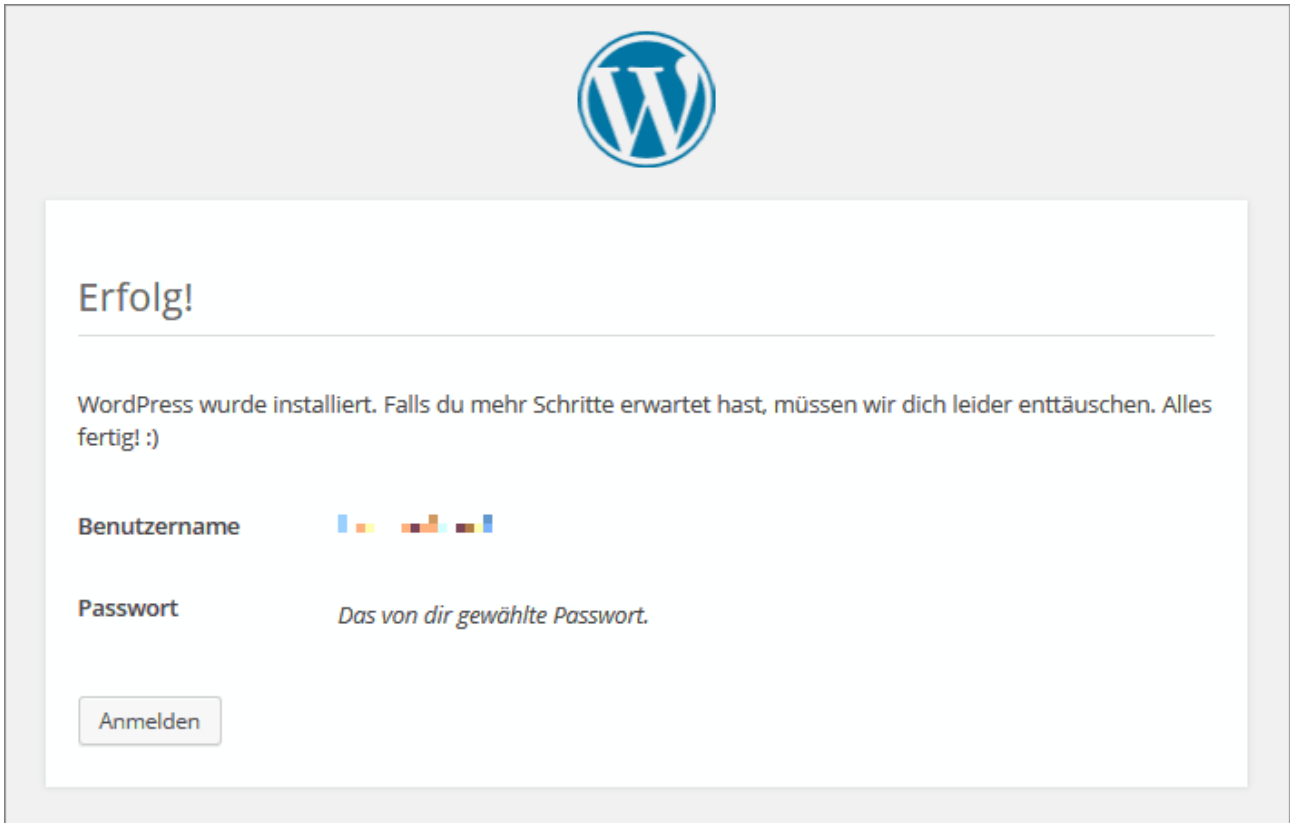 Erfolg!
WordPress wurde installiert. Falls du mehr Schritte erwartet hast, müssen wir dich leider enttäuschen. Alles
fertig! :)
Benutzername
Passwort Das von dir gewählte Passwort.
Anmelden